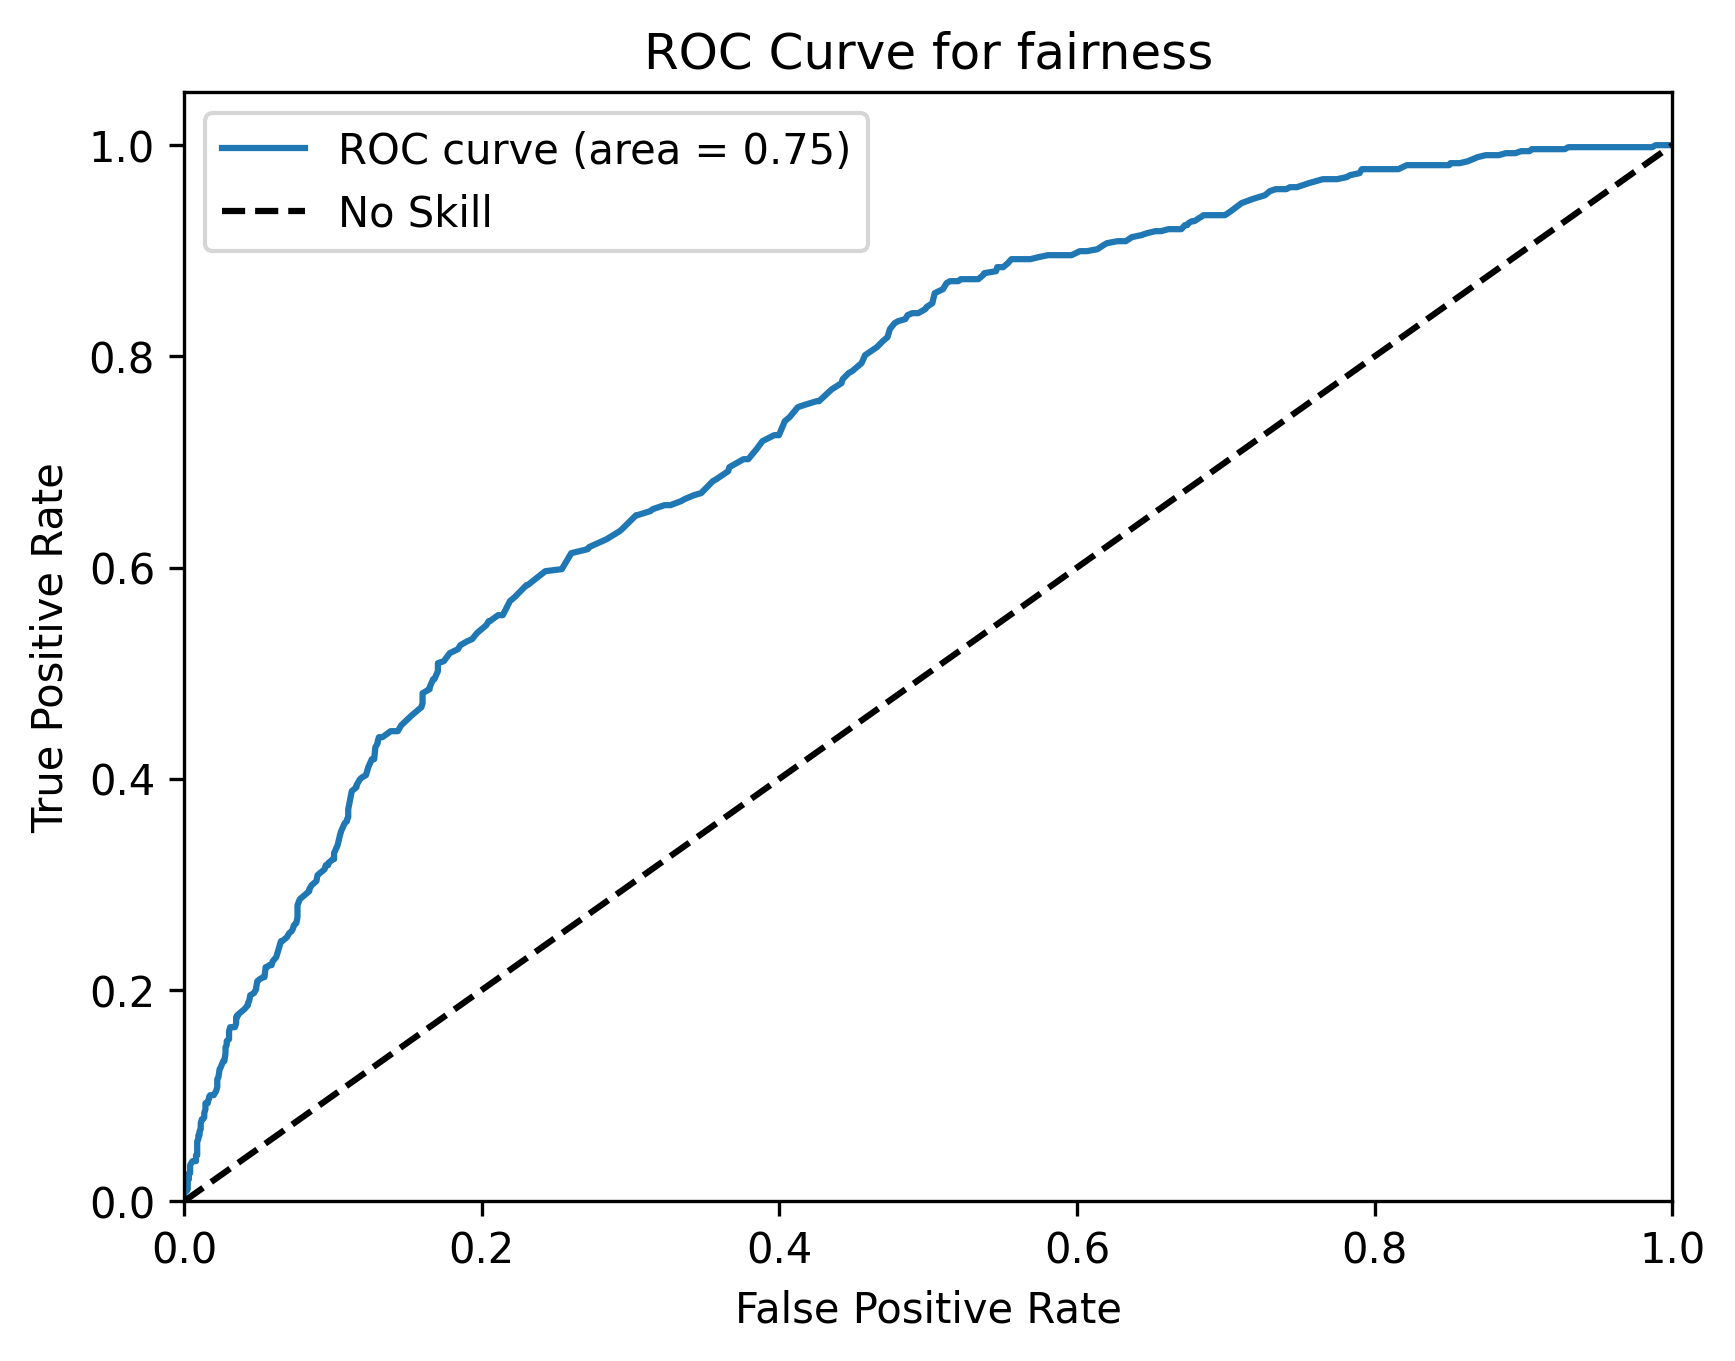 ROC Curve for fairness
ROC curve (area = 0.75)
No Skill
True Positive Rate
1.0
0.8
0.6
0.4
0.2
0.0
0.0 0.2 0.4 0.6 0.8 1.0
False Positive Rate